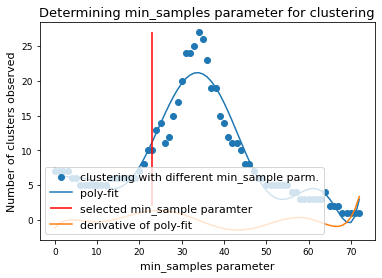 Determining min_samples parameter for clustering
Number of clusters observed
25
20
15
10
5
0
clustering with different min_sample parm.
poly-fit
selected min_sample paramter
derivative of poly-fit
0 10 20 30 40 50 60 70
min_samples parameter